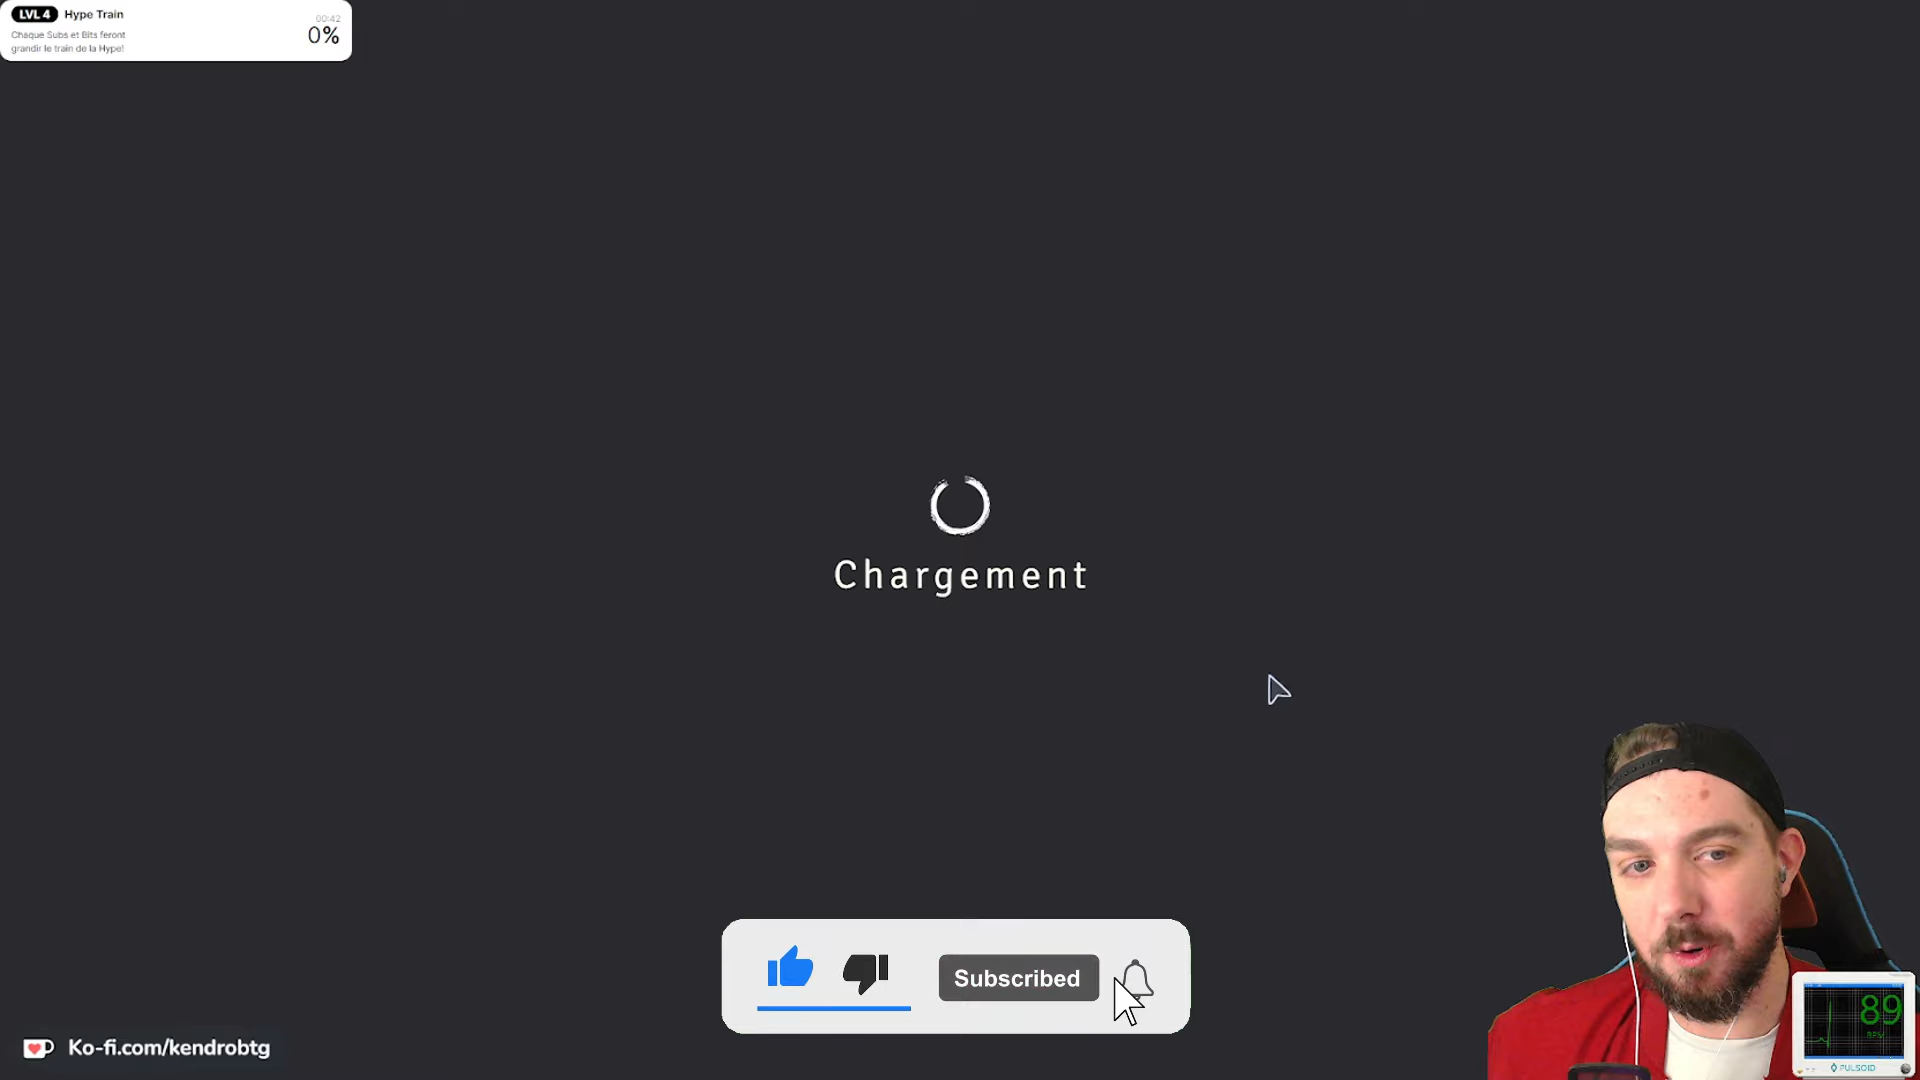 LVL 4 Hype Train
00:42
Chaque Subs et Bits feront
grandir le train de la Hype!
0%
Chargement
Subscribed
Ko-fi.com/kendrobtg
89
BPM
PULSOID